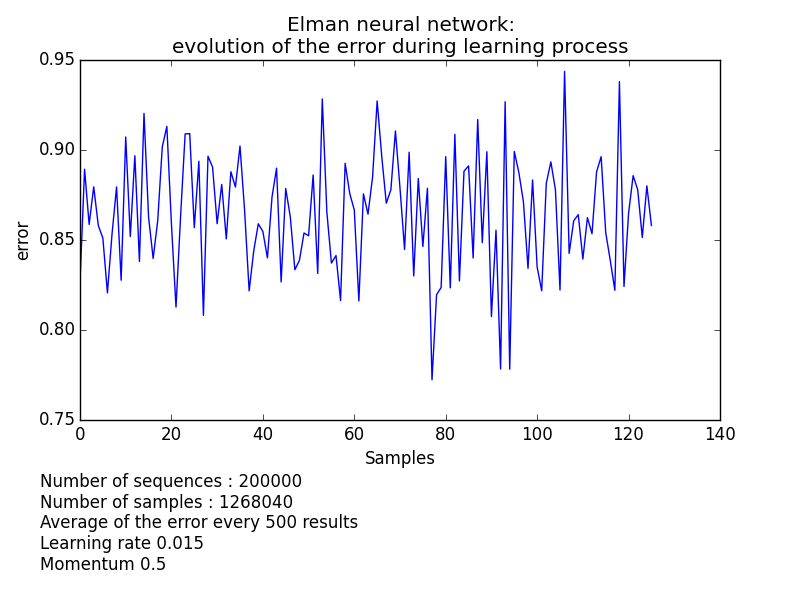 Elman neural network:
evolution of the error during learning process
0.95
0.90
0.85
0.80
0.75
error
0 20 40 60 80 100 120 140
Samples
Number of sequences : 200000
Number of samples : 1268040
Average of the error every 500 results
Learning rate 0.015
Momentum 0.5